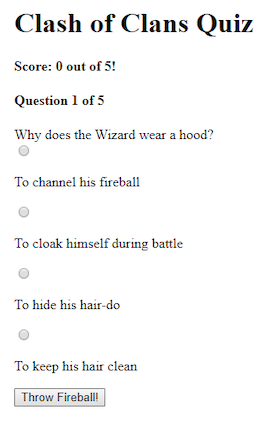 Clash of Clans Quiz
Score: 0 out of 5!
Question 1 of 5
Why does the Wizard wear a hood?
To channel his fireball
To cloak himself during battle
To hide his hair-do
To keep his hair clean
Throw Fireball!